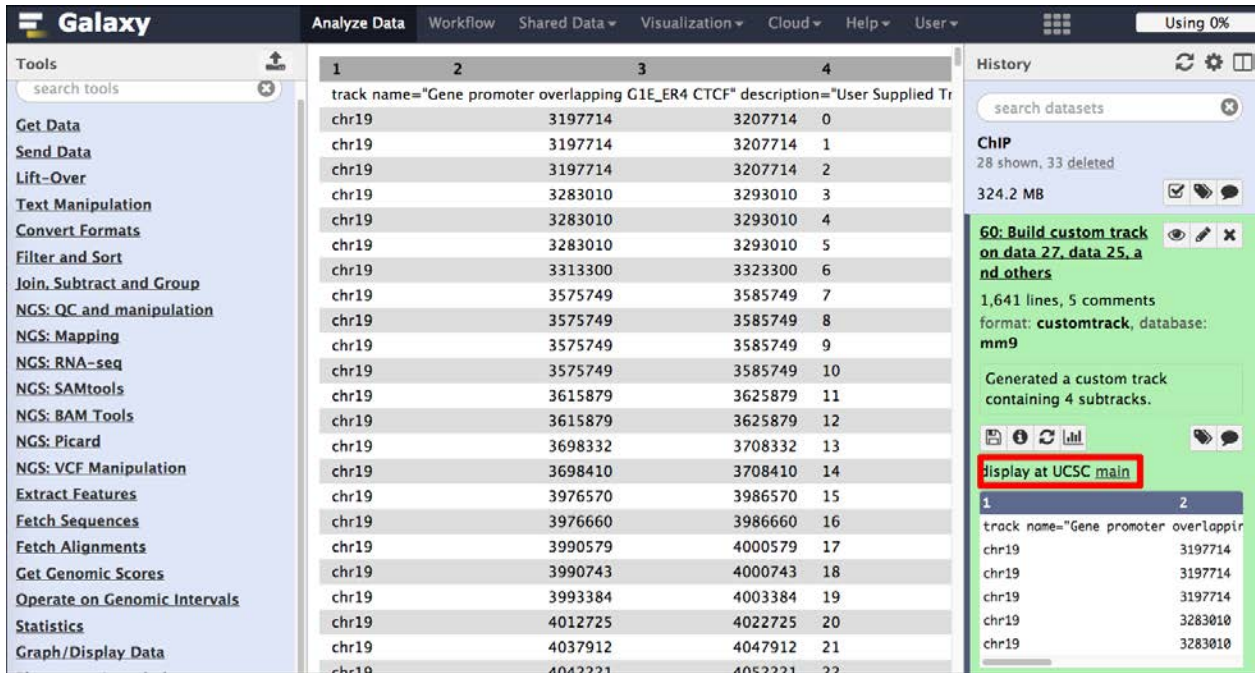 Galaxy
Analyze Data Workflow Shared Data Visualization Cloud Help User Using 0%
Tools
search tools
Get Data
Send Data
Lift-Over
Text Manipulation
Convert Formats
Filter and Sort
Join, Subtract and Group
NGS: QC and manipulation
NGS: Mapping
NGS: RNA-seq
NGS: SAMtools
NGS: BAM Tools
NGS: Picard
NGS: VCF Manipulation
Extract Features
Fetch Sequences
Fetch Alignments
Get Genomic Scores
Operate on Genomic Intervals
Statistics
Graph/Display Data
1 2 3 4
track name="Gene promoter overlapping G1E_ER4 CTCF" description="User Supplied Tr
chr19 3197714 3207714 0
chr19 3197714 3207714 1
chr19 3197714 3207714 2
chr19 3283010 3293010 3
chr19 3283010 3293010 4
chr19 3283010 3293010 5
chr19 3313300 3323300 6
chr19 3575749 3585749 7
chr19 3575749 3585749 8
chr19 3575749 3585749 9
chr19 3575749 3585749 10
chr19 3615879 3625879 11
chr19 3615879 3625879 12
chr19 3698332 3708332 13
chr19 3698410 3708410 14
chr19 3976570 3986570 15
chr19 3976660 3986660 16
chr19 3990579 4000579 17
chr19 3990743 4000743 18
chr19 3993384 4003384 19
chr19 4012725 4022725 20
chr19 4037912 4047912 21
chr19 4042221 4052221 22
History
search datasets
ChIP
28 shown, 33 deleted
324.2 MB
60: Build custom track
on data 27, data 25, a
nd others
1,641 lines, 5 comments
format: customtrack, database:
mm9
Generated a custom track
containing 4 subtracks.
display at UCSC main
1 2
track name="Gene promoter overlappin
chr19 3197714
chr19 3197714
chr19 3197714
chr19 3283010
chr19 3283010